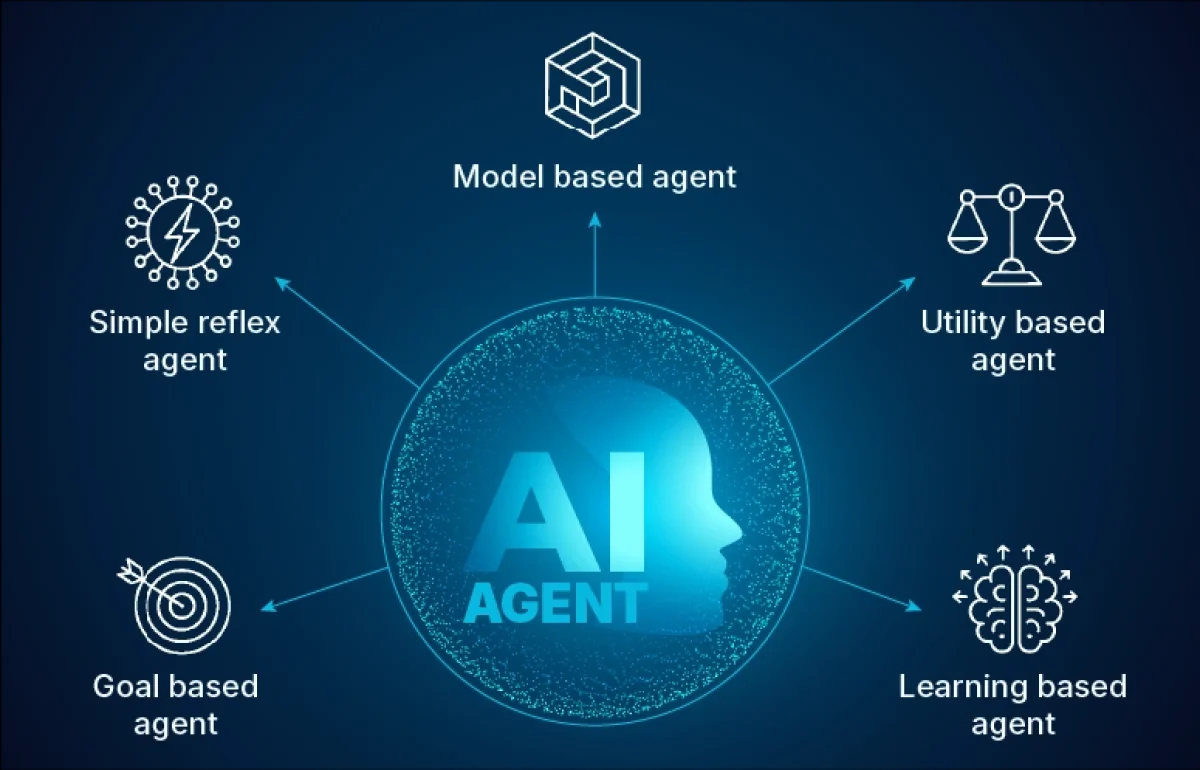 Model based agent
Simple reflex
agent
Utility based
agent
AI
AGENT
Goal based
agent
Learning based
agent